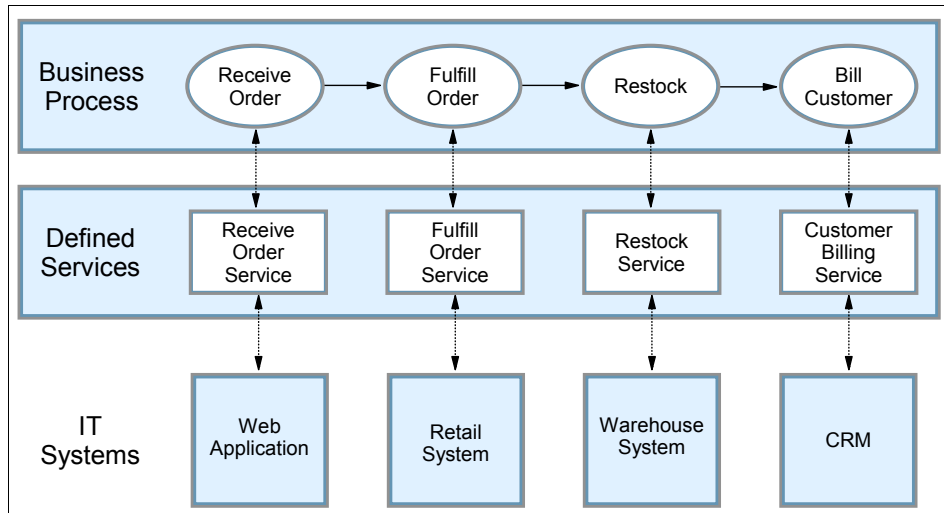 Business
Process
Receive
Order
Fulfill
Order
Restock
Bill
Customer
Defined
Services
Receive
Order
Service
Fulfill
Order
Service
Restock
Service
Customer
Billing
Service
IT
Systems
Web
Application
Retail
System
Warehouse
System
CRM